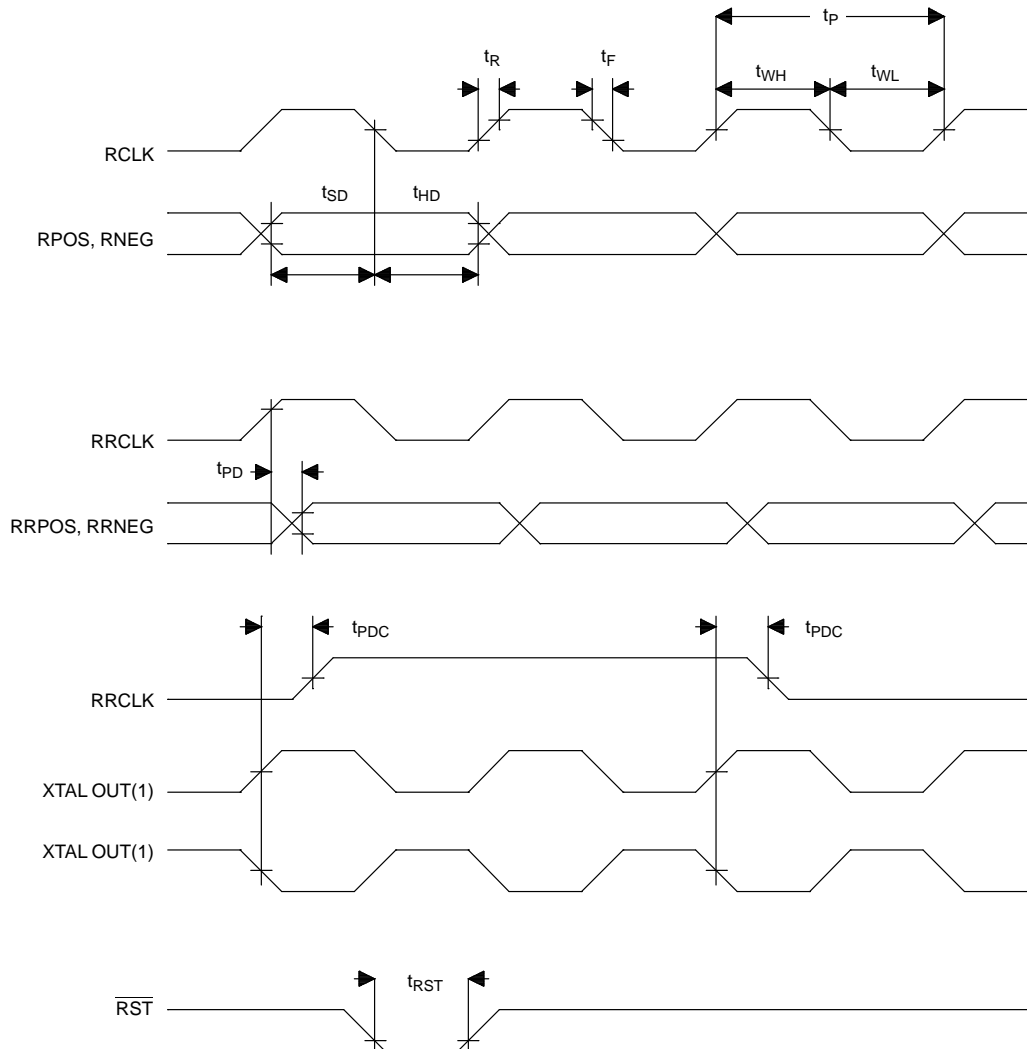 tP
tR
tF
tWH
tWL
RCLK
tSD
tHD
RPOS, RNEG
RRCLK
tPD
RRPOS, RRNEG
tPDC
tPDC
RRCLK
XTAL OUT(1)
XTAL OUT(1)
tRST
RST